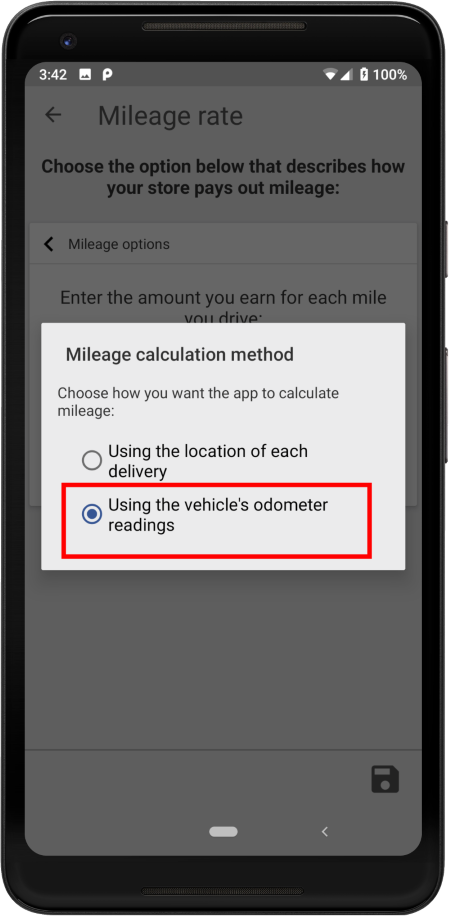 3:42
100%
Mileage rate
Choose the option below that describes how
your store pays out mileage:
Mileage options
Enter the amount you earn for each mile
you drive:
Mileage calculation method
Choose how you want the app to calculate
mileage:
Using the location of each
delivery
Using the vehicle's odometer
readings